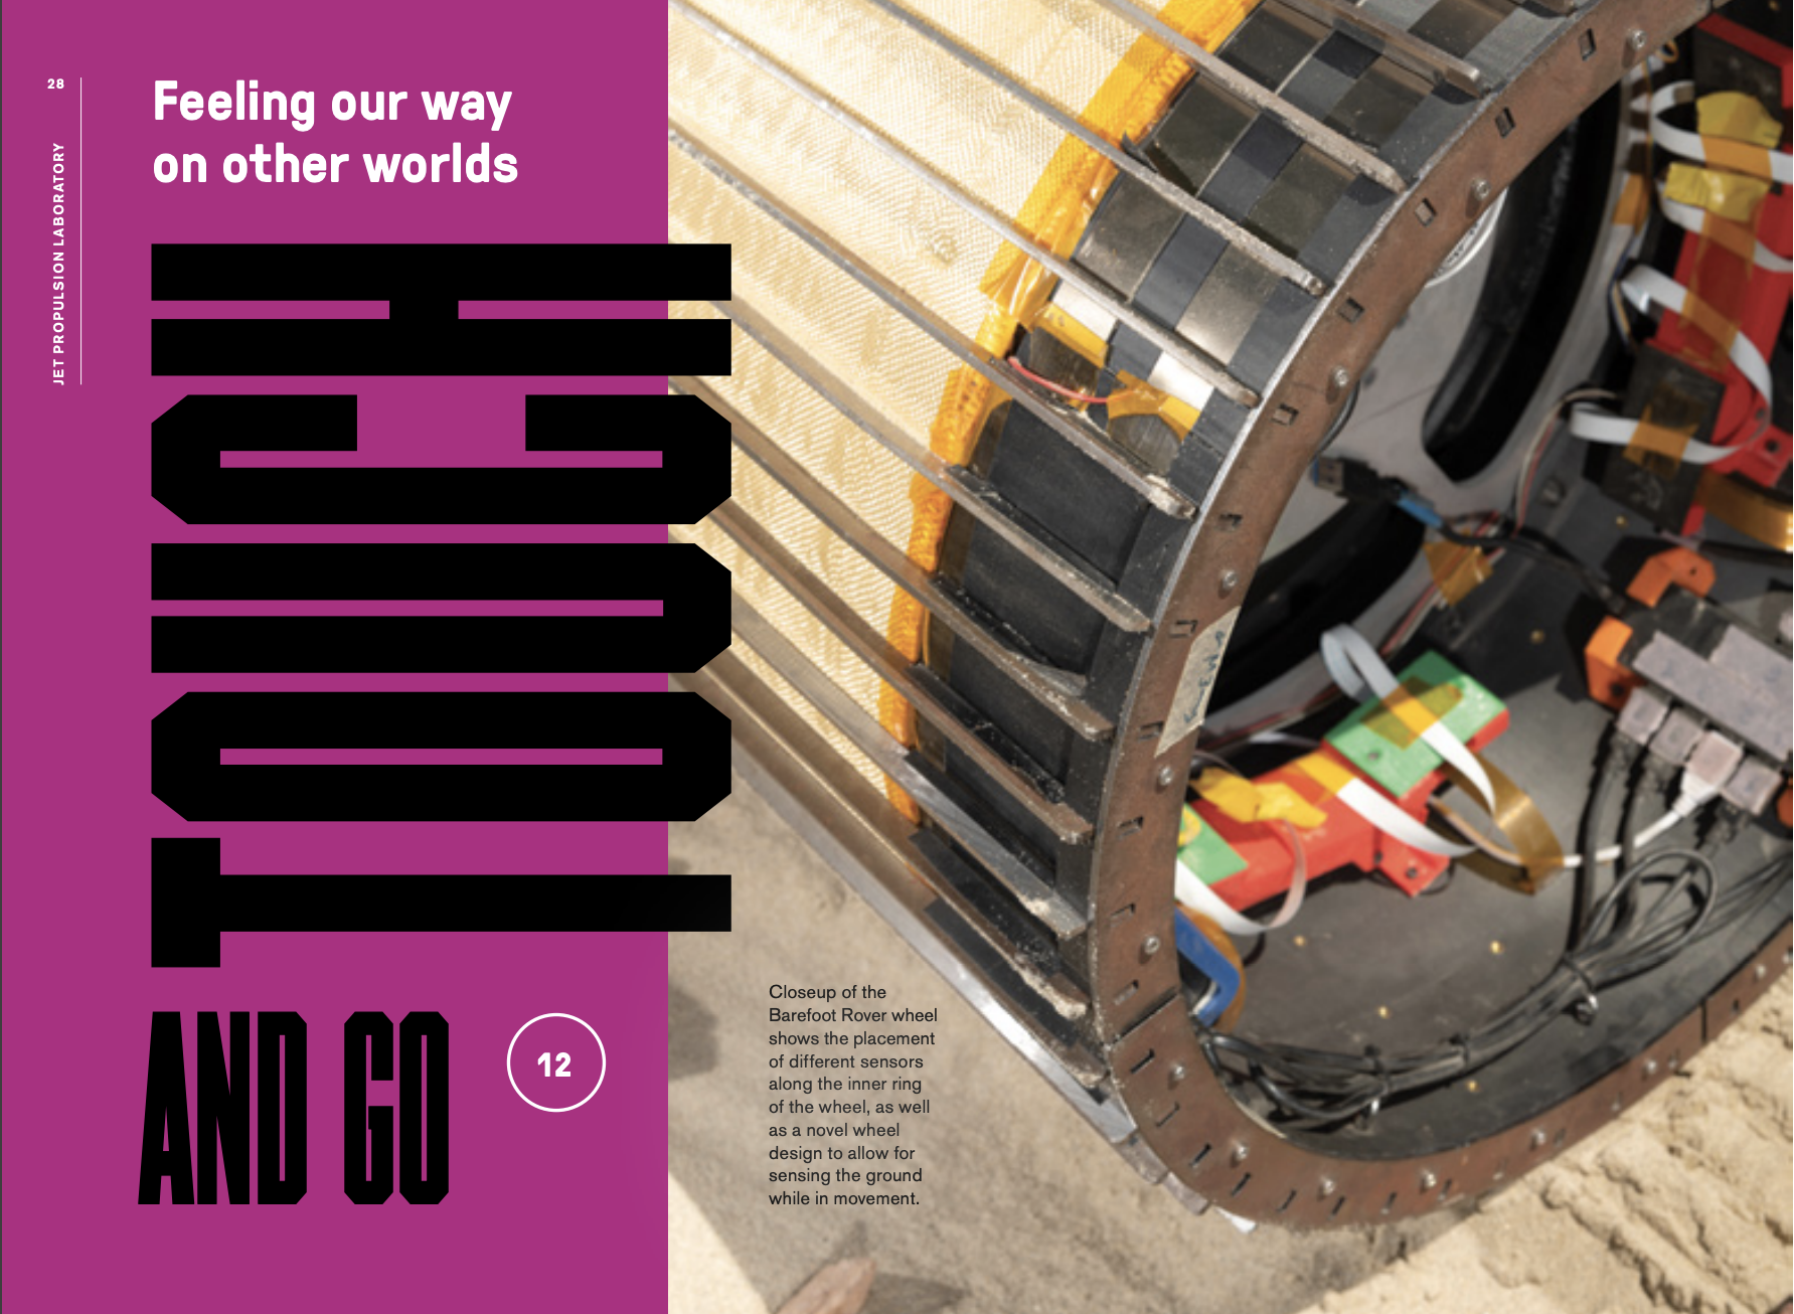 28
JET PROPULSION LABORATORY
Feeling our way
on other worlds
TOUCH
AND GO
12
Closeup of the
Barefoot Rover wheel
shows the placement
of different sensors
along the inner ring
of the wheel, as well
as a novel wheel
design to allow for
sensing the ground
while in movement.